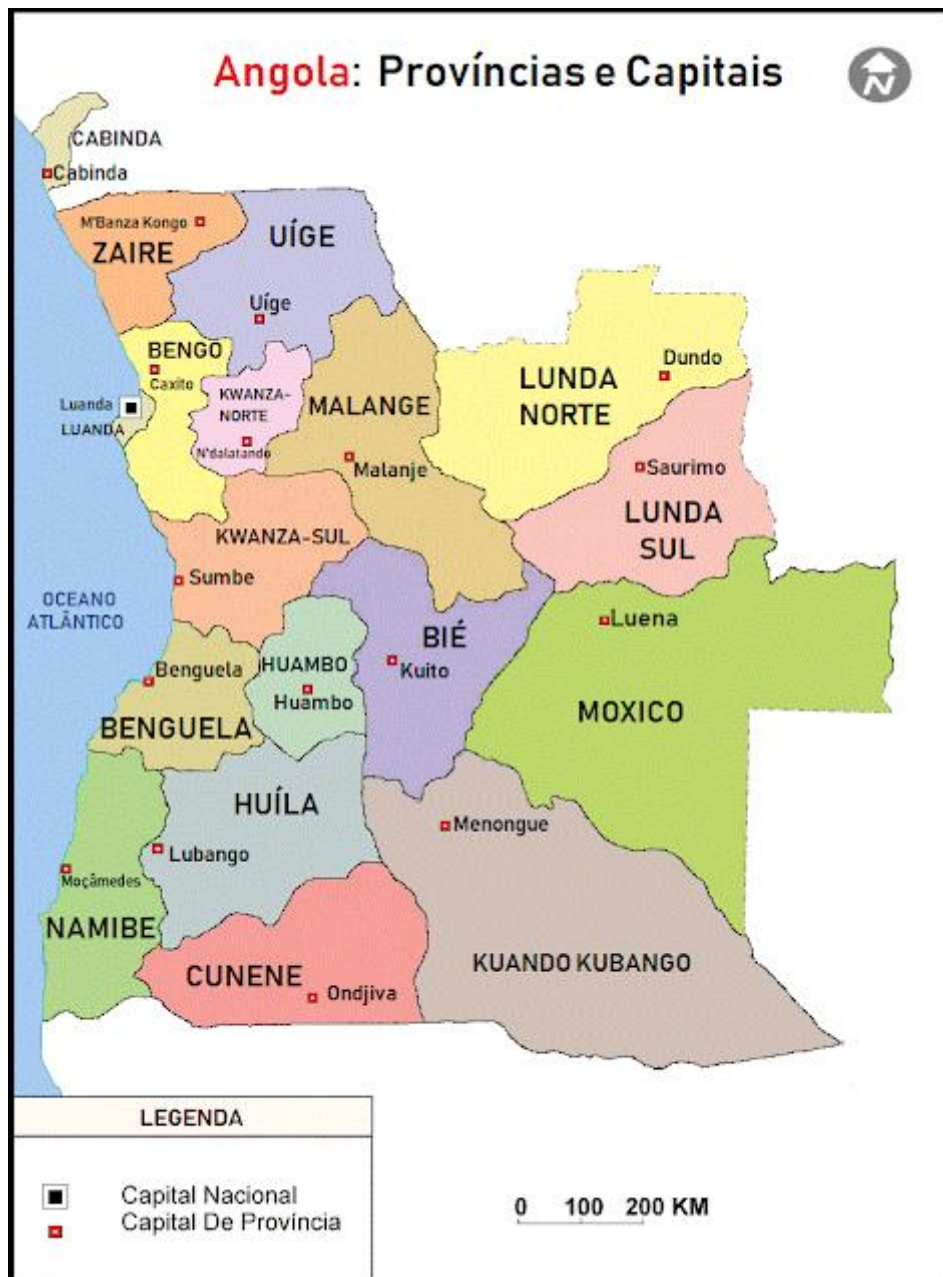 Angola: Províncias e Capitais
N
CABINDA
Cabinda
M'Banza Kongo
ZAIRE
UÍGE
Uíge
BENGO
Caxito
Luanda
LUANDA
KWANZA-
NORTE
N'dalatando
MALANGE
Malanje
LUNDA
NORTE
Dundo
Saurimo
LUNDA
SUL
KWANZA-SUL
Sumbe
OCEANO
ATLÂNTICO
BIÉ
Kuito
Luena
MOXICO
HUAMBO
Huambo
Benguela
BENGUELA
HUÍLA
Lubango
Menongue
Moçâmedes
NAMIBE
CUNENE
Ondjiva
KUANDO KUBANGO
LEGENDA
Capital Nacional
Capital De Província
0 100 200 KM